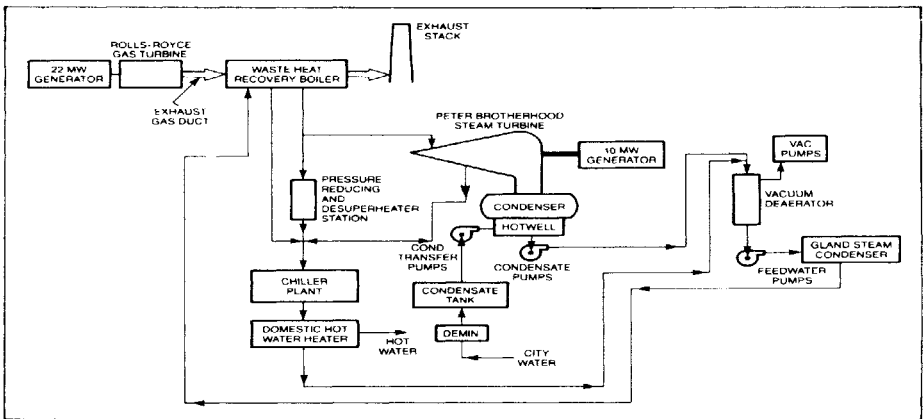 EXHAUST
STACK
ROLLS-ROYCE
GAS TURBINE
22 MW
GENERATOR
WASTE HEAT
RECOVERY BOILER
EXHAUST
GAS DUCT
PETER BROTHERHOOD
STEAM TURBINE
10 MW
GENERATOR
VAC
PUMPS
PRESSURE
REDUCING
AND
DESUPERHEATER
STATION
VACUUM
DEAERATOR
CONDENSER
HOTWELL
COND
TRANSFER
PUMPS
CONDENSATE
PUMPS
GLAND STEAM
CONDENSER
FEEDWATER
PUMPS
CHILLER
PLANT
CONDENSATE
TANK
DOMESTIC HOT
WATER HEATER
HOT
WATER
DEMIN
CITY
WATER